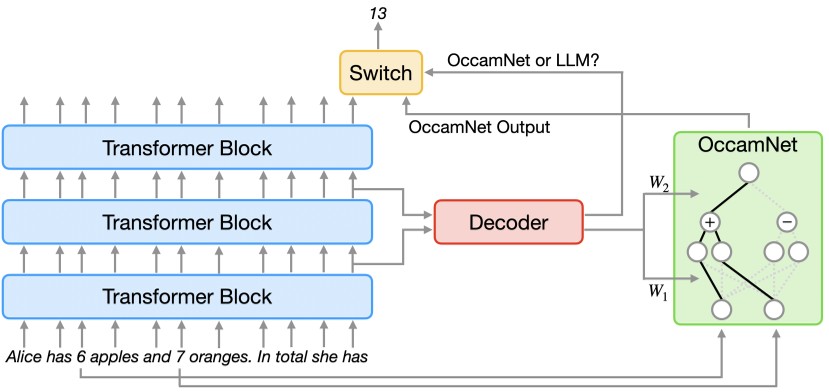 13
Switch
OccamNet or LLM?
OccamNet Output
Transformer Block
OccamNet
W₂
Transformer Block
Decoder
+
−
Transformer Block
W₁
Alice has 6 apples and 7 oranges. In total she has